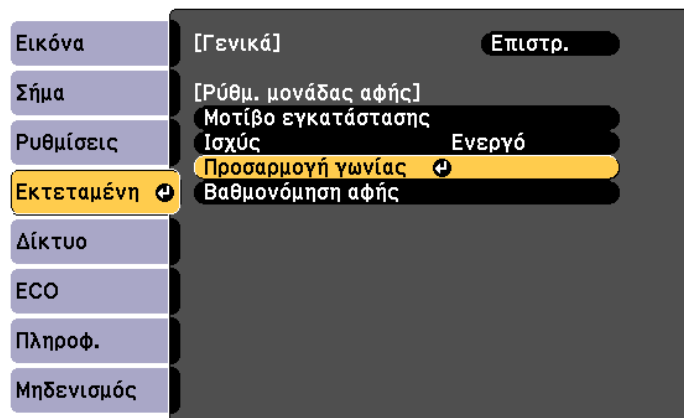 Εικόνα
Σήμα
Ρυθμίσεις
Εκτεταμένη
Δίκτυο
ECO
Πληροφ.
Μηδενισμός
[Γενικά] Επιστρ.
[Ρύθμ. μονάδας αφής]
Μοτίβο εγκατάστασης
Ισχύς Ενεργό
Προσαρμογή γωνίας
Βαθμονόμηση αφής